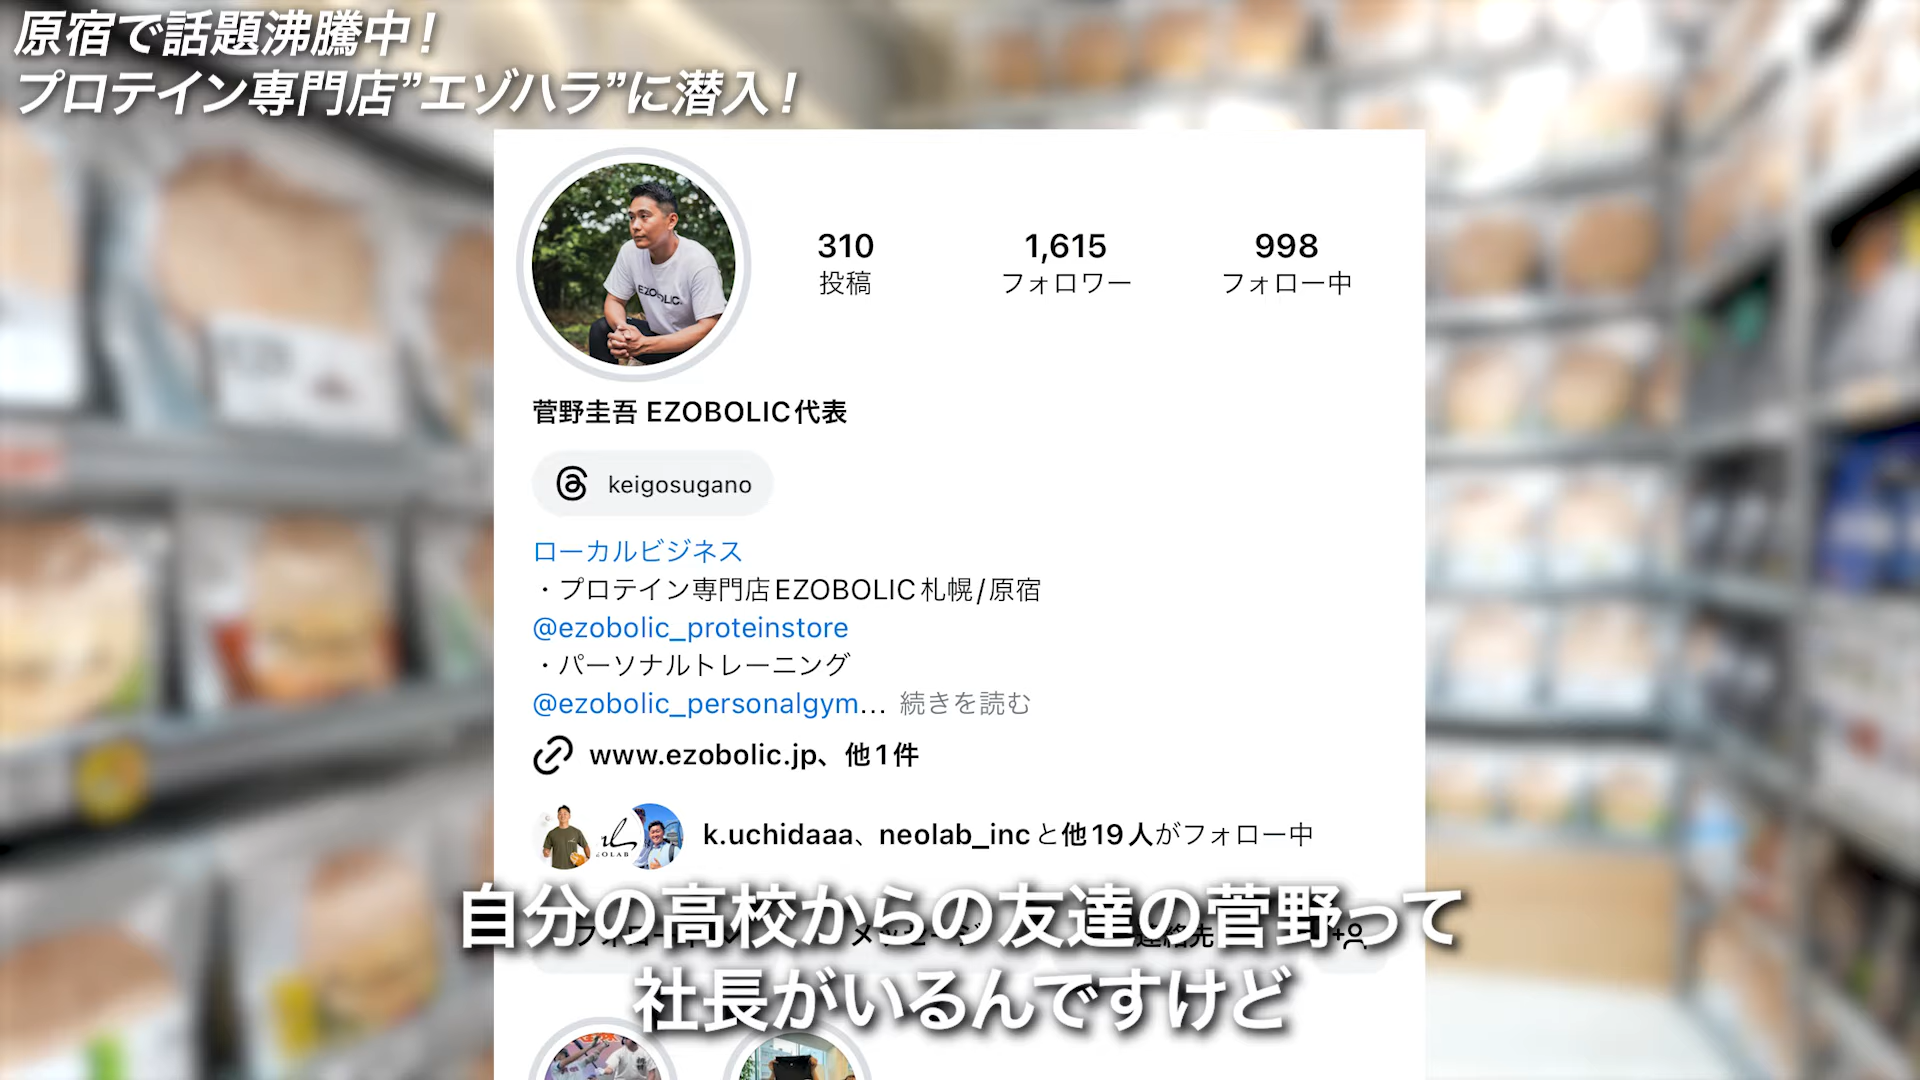 原宿で話題沸騰中！
プロテイン専門店”エゾハラ”に潜入！
310
投稿
1,615
フォロワー
998
フォロー中
菅野圭吾 EZOBOLIC代表
keigosugano
ローカルビジネス
・プロテイン専門店EZOBOLIC札幌/原宿
@ezobolic_proteinstore
・パーソナルトレーニング
@ezobolic_personalgym... 続きを読む
www.ezobolic.jp、他1件
k.uchidaaa、neolab_incと他19人がフォロー中
自分の高校からの友達の菅野って
社長がいるんですけど